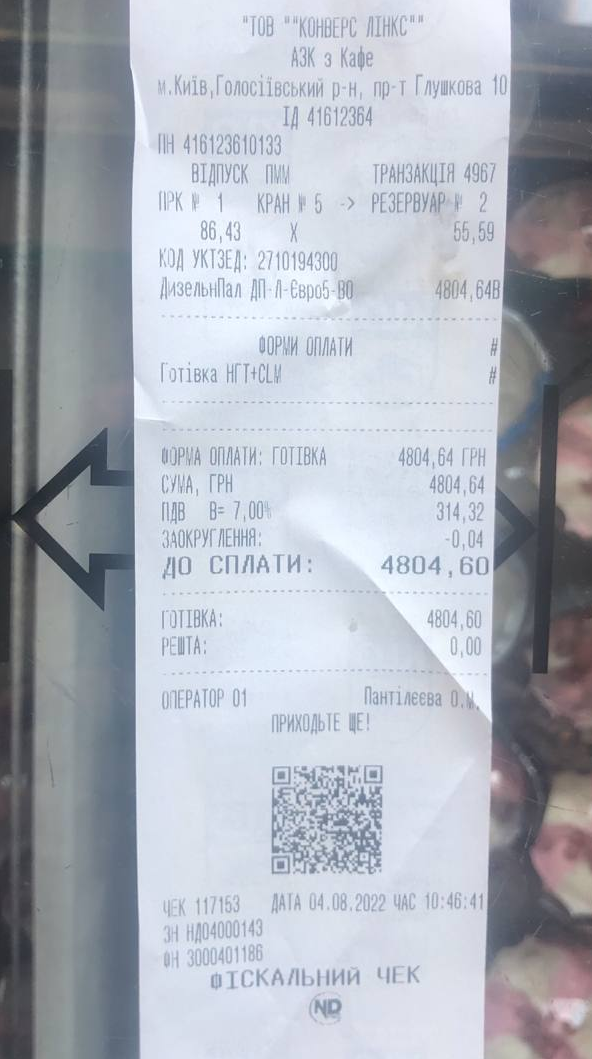 "ТОВ ""КОНВЕРС ЛІНКС""
АЗК з Кафе
м.Київ,Голосіївський р-н, пр-т Глушкова 10
ІД 41612364
ПН 416123610133
ВІДПУСК ПММ ТРАНЗАКЦІЯ 4967
ПРК № 1 КРАН № 5 -> РЕЗЕРВУАР № 2
86,43 X 55,59
КОД УКТЗЕД: 2710194300
ДизельнПал ДП-Л-Євро5-В0 4804,64В
ФОРМИ ОПЛАТИ #
Готівка НГТ+CLM #
ФОРМА ОПЛАТИ: ГОТІВКА 4804,64 ГРН
СУМА, ГРН 4804,64
ПДВ В= 7,00% 314,32
ЗАОКРУГЛЕННЯ: -0,04
ДО СПЛАТИ: 4804,60
ГОТІВКА: 4804,60
РЕШТА: 0,00
ОПЕРАТОР 01 Пантілєєва О.М.
ПРИХОДЬТЕ ЩЕ!
ЧЕК 117153 ДАТА 04.08.2022 ЧАС 10:46:41
ЗН НД04000143
ФН 3000401186
ФІСКАЛЬНИЙ ЧЕК
ND